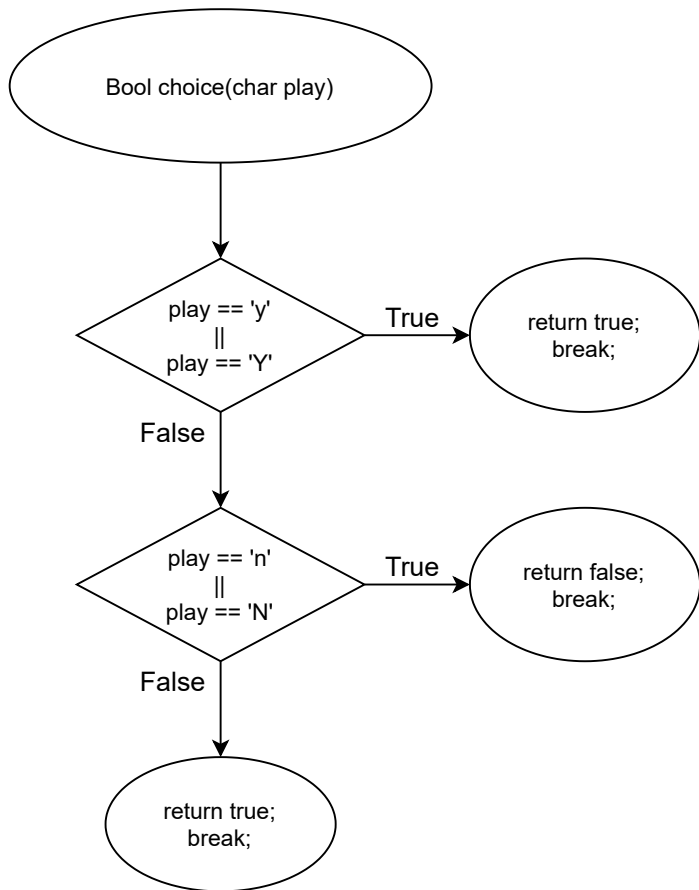 Bool choice(char play)
play == 'y'
||
play == 'Y'
True
return true;
break;
False
play == 'n'
||
play == 'N'
True
return false;
break;
False
return true;
break;